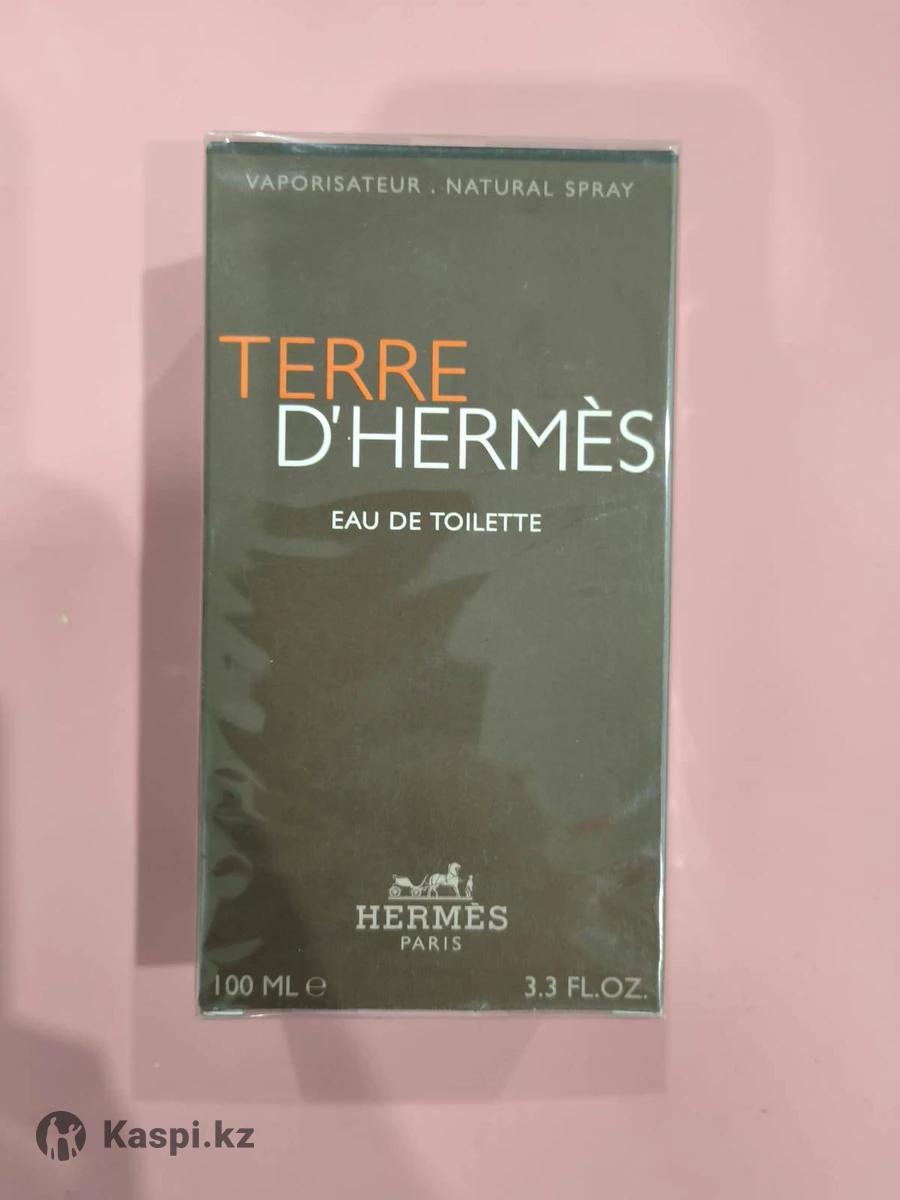 VAPORISATEUR . NATURAL SPRAY
TERRE
D'HERMÈS
EAU DE TOILETTE
HERMÈS
PARIS
100 ML ℮
3.3 FL.OZ.
Kaspi.kz